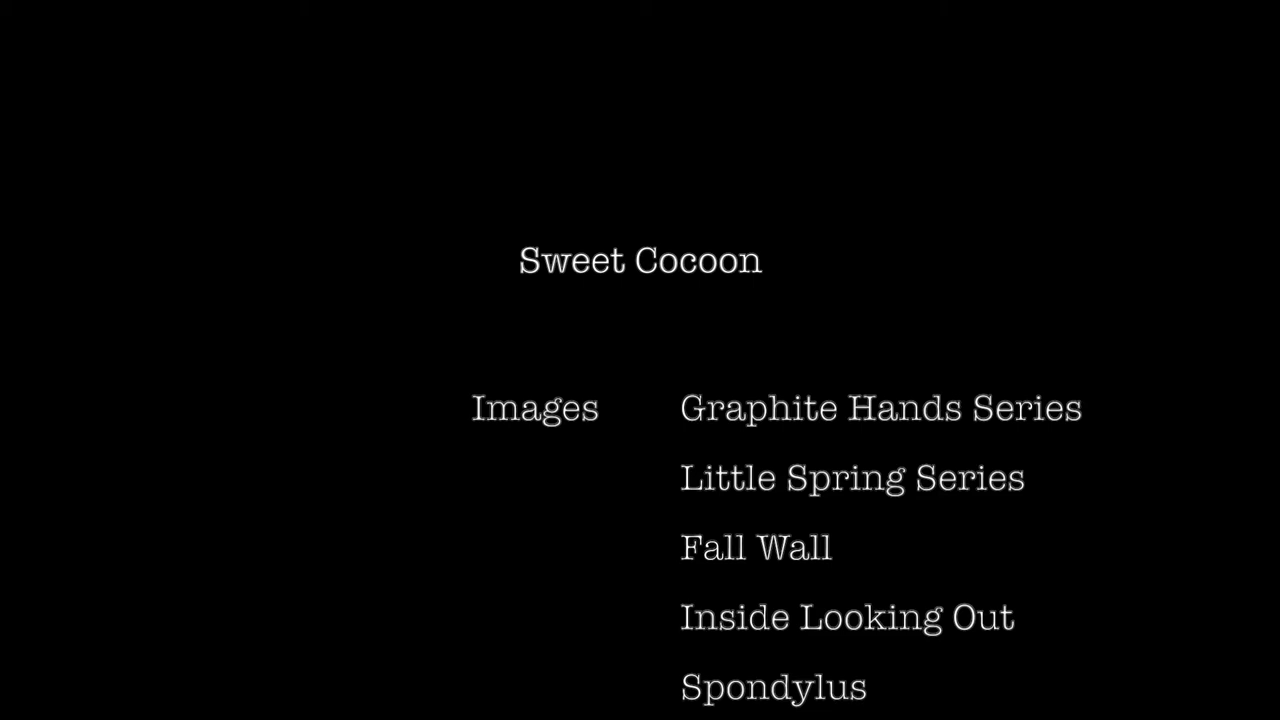 Sweet Cocoon
Images Graphite Hands Series
Little Spring Series
Fall Wall
Inside Looking Out
Spondylus